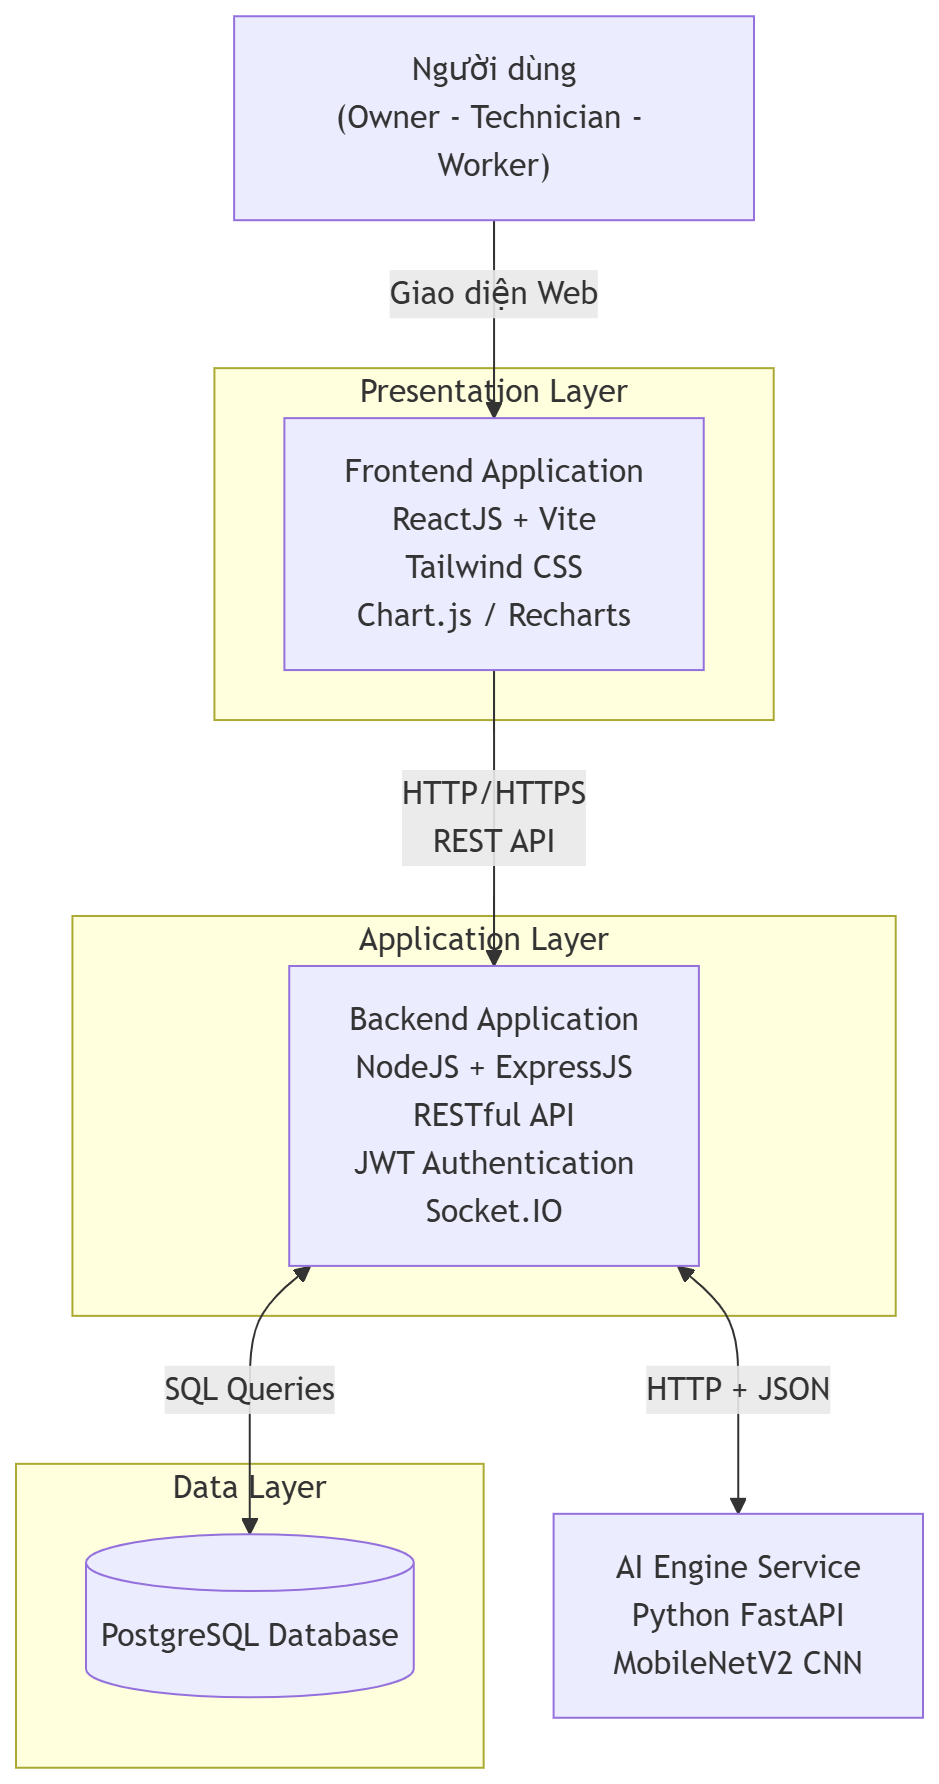 Người dùng
(Owner - Technician -
Worker)
Giao diện Web
Presentation Layer
Frontend Application
ReactJS + Vite
Tailwind CSS
Chart.js / Recharts
HTTP/HTTPS
REST API
Application Layer
Backend Application
NodeJS + ExpressJS
RESTful API
JWT Authentication
Socket.IO
SQL Queries
HTTP + JSON
Data Layer
PostgreSQL Database
AI Engine Service
Python FastAPI
MobileNetV2 CNN